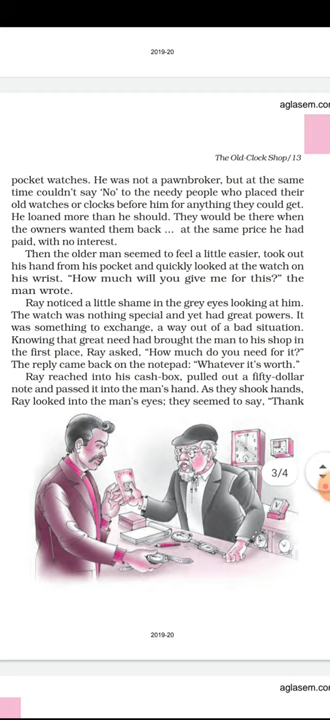 2019-20
aglasem.co
The Old-Clock Shop/13
pocket watches. He was not a pawnbroker, but at the same
time couldn't say 'No' to the needy people who placed their
old watches or clocks before him for anything they could get.
He loaned more than he should. They would be there when
the owners wanted them back ... at the same price he had
paid, with no interest.
Then the older man seemed to feel a little easier, took out
his hand from his pocket and quickly looked at the watch on
his wrist. “How much will you give me for this?” the
man wrote.
Ray noticed a little shame in the grey eyes looking at him.
The watch was nothing special and yet had great powers. It
was something to exchange, a way out of a bad situation.
Knowing that great need had brought the man to his shop in
the first place, Ray asked, “How much do you need for it?”
The reply came back on the notepad: “Whatever it's worth.”
Ray reached into his cash-box, pulled out a fifty-dollar
note and passed it into the man's hand. As they shook hands,
Ray looked into the man's eyes; they seemed to say, “Thank
3/4
2019-20
aglasem.co